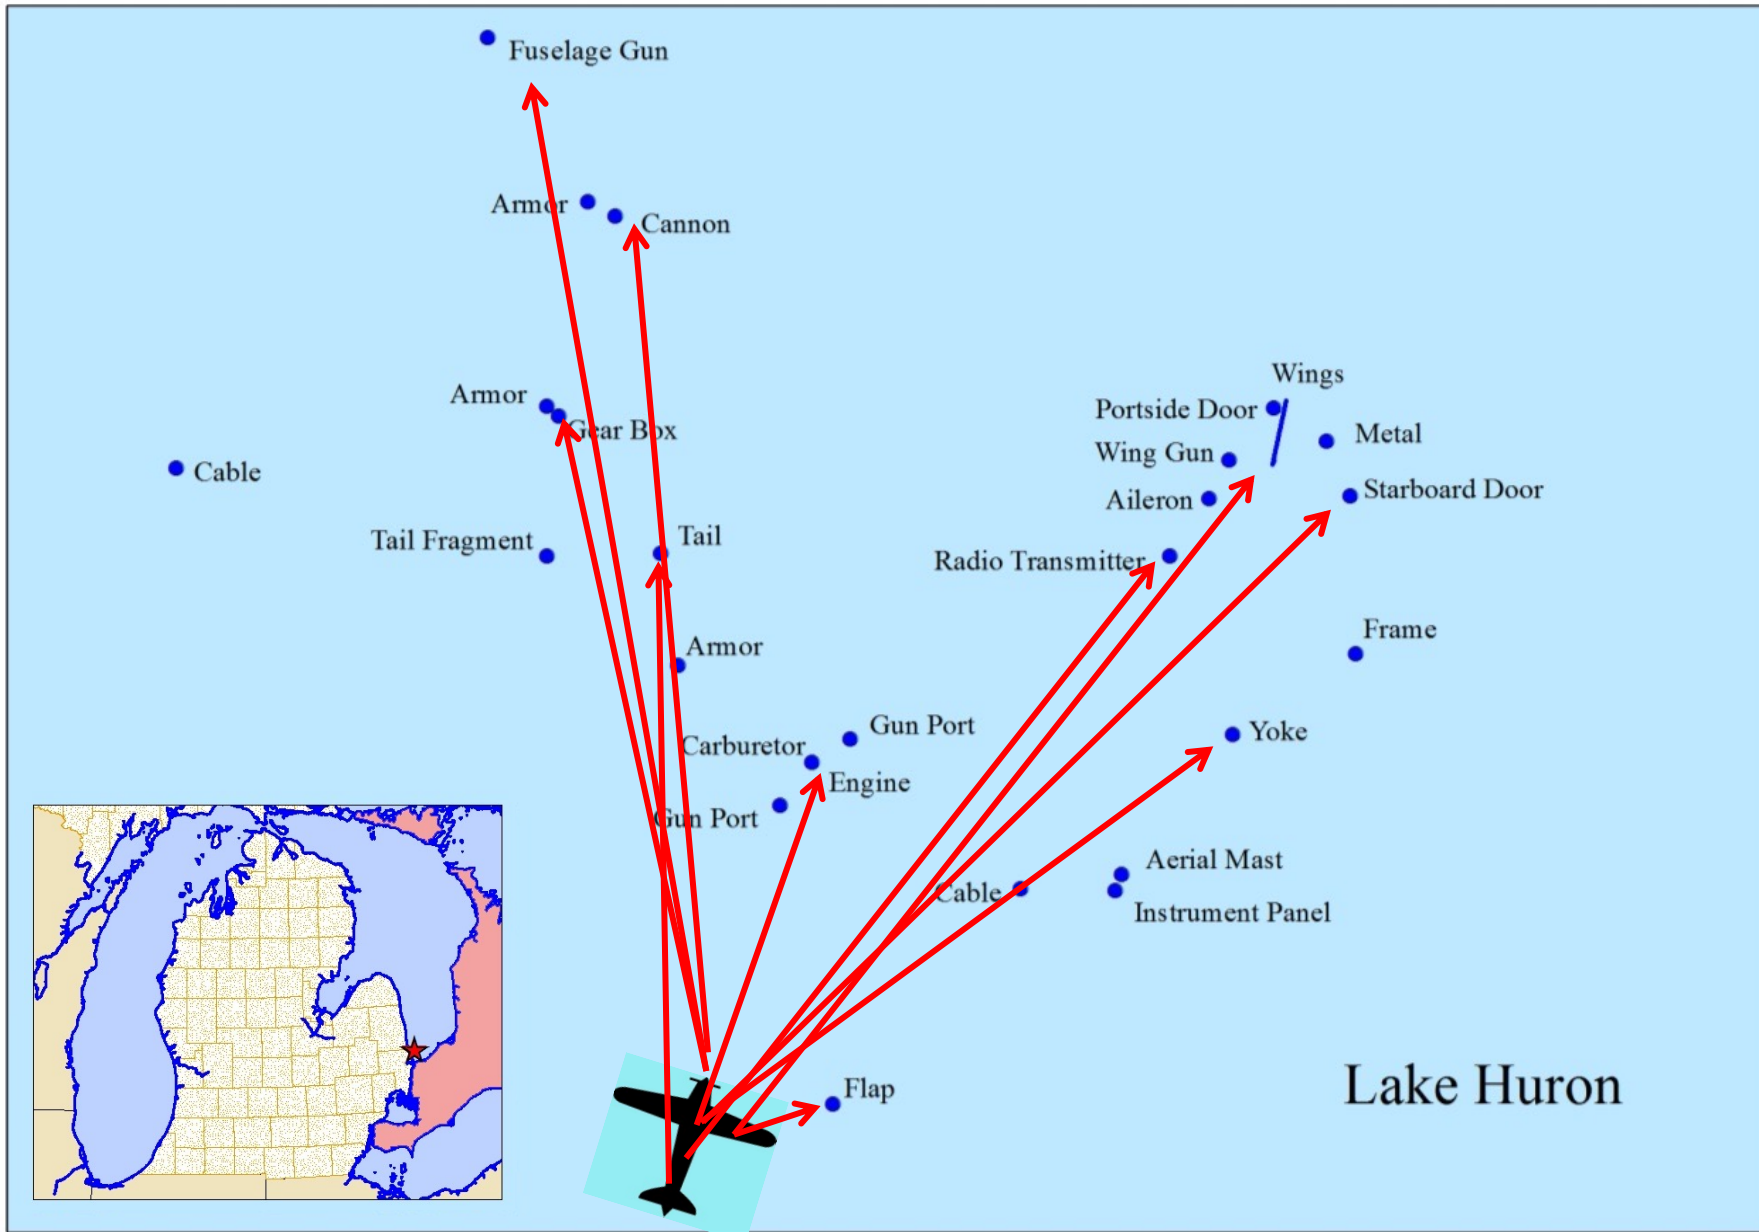 Fuselage Gun
Armor
Cannon
Wings
Armor
Portside Door
Gear Box
Metal
Wing Gun
Cable
Starboard Door
Aileron
Tail
Tail Fragment
Radio Transmitter
Frame
Armor
Gun Port
Yoke
Carburetor
Engine
Gun Port
Aerial Mast
Cable
Instrument Panel
Flap
Lake Huron